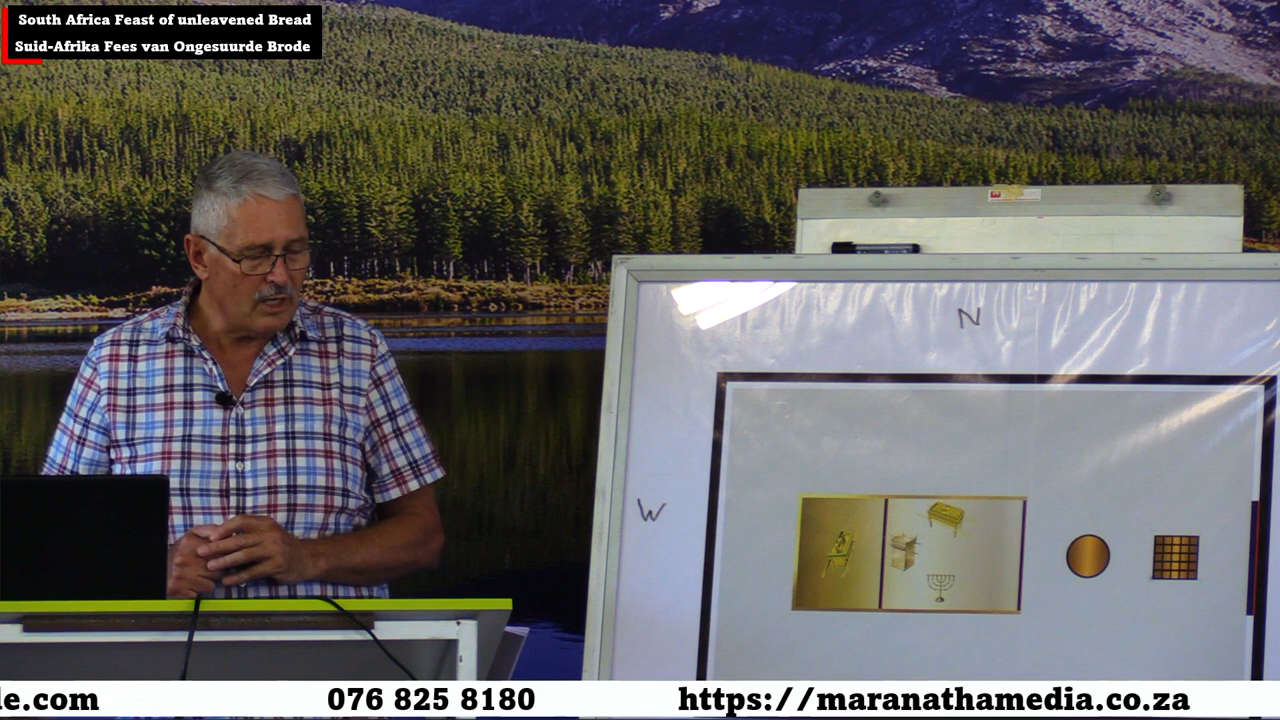 South Africa Feast of unleavened Bread
Suid-Afrika Fees van Ongesuurde Brode
N
W
le.com 076 825 8180 https://maranathamedia.co.za